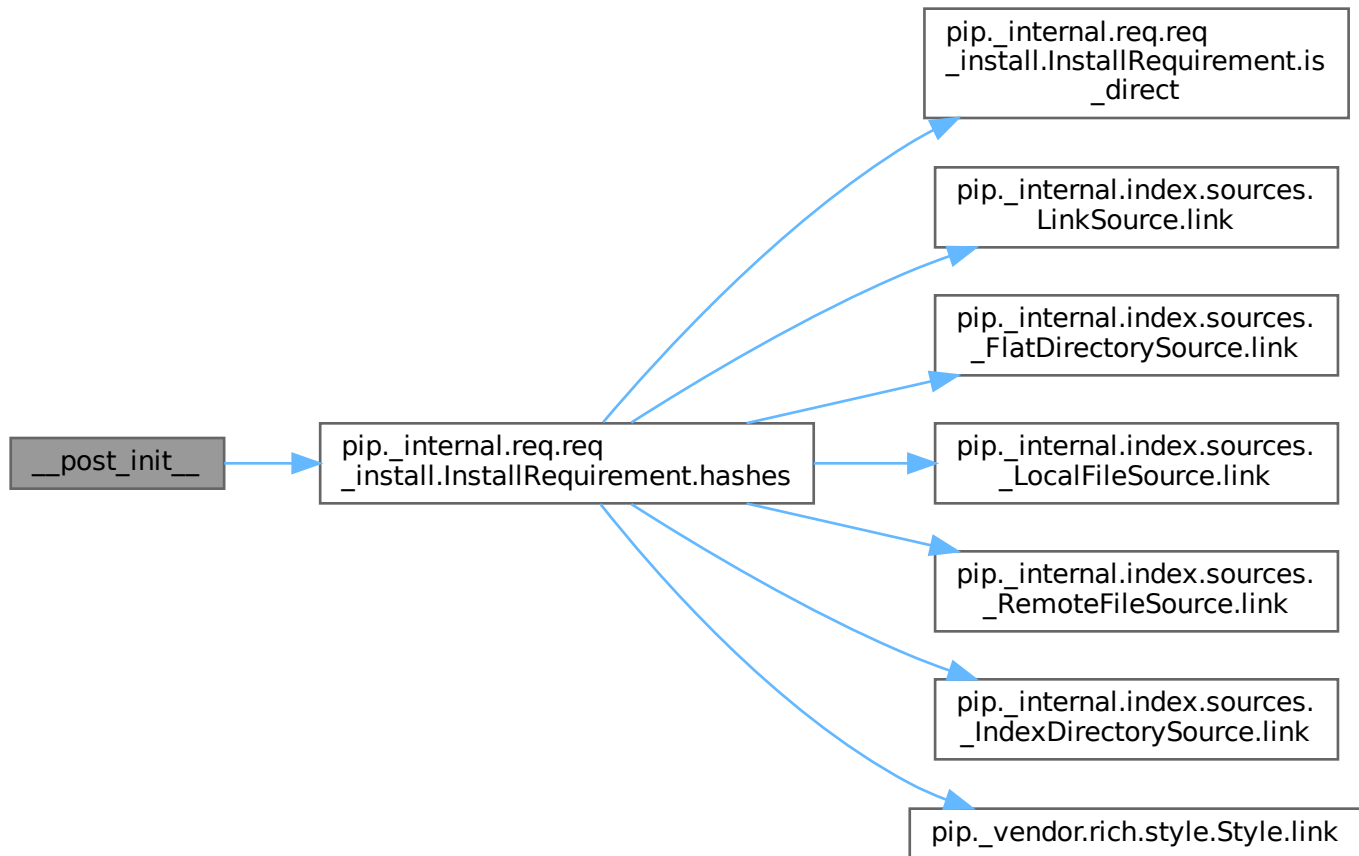 __post_init__
pip._internal.req.req
_install.InstallRequirement.hashes
pip._internal.req.req
_install.InstallRequirement.is
_direct
pip._internal.index.sources.
LinkSource.link
pip._internal.index.sources.
_FlatDirectorySource.link
pip._internal.index.sources.
_LocalFileSource.link
pip._internal.index.sources.
_RemoteFileSource.link
pip._internal.index.sources.
_IndexDirectorySource.link
pip._vendor.rich.style.Style.link